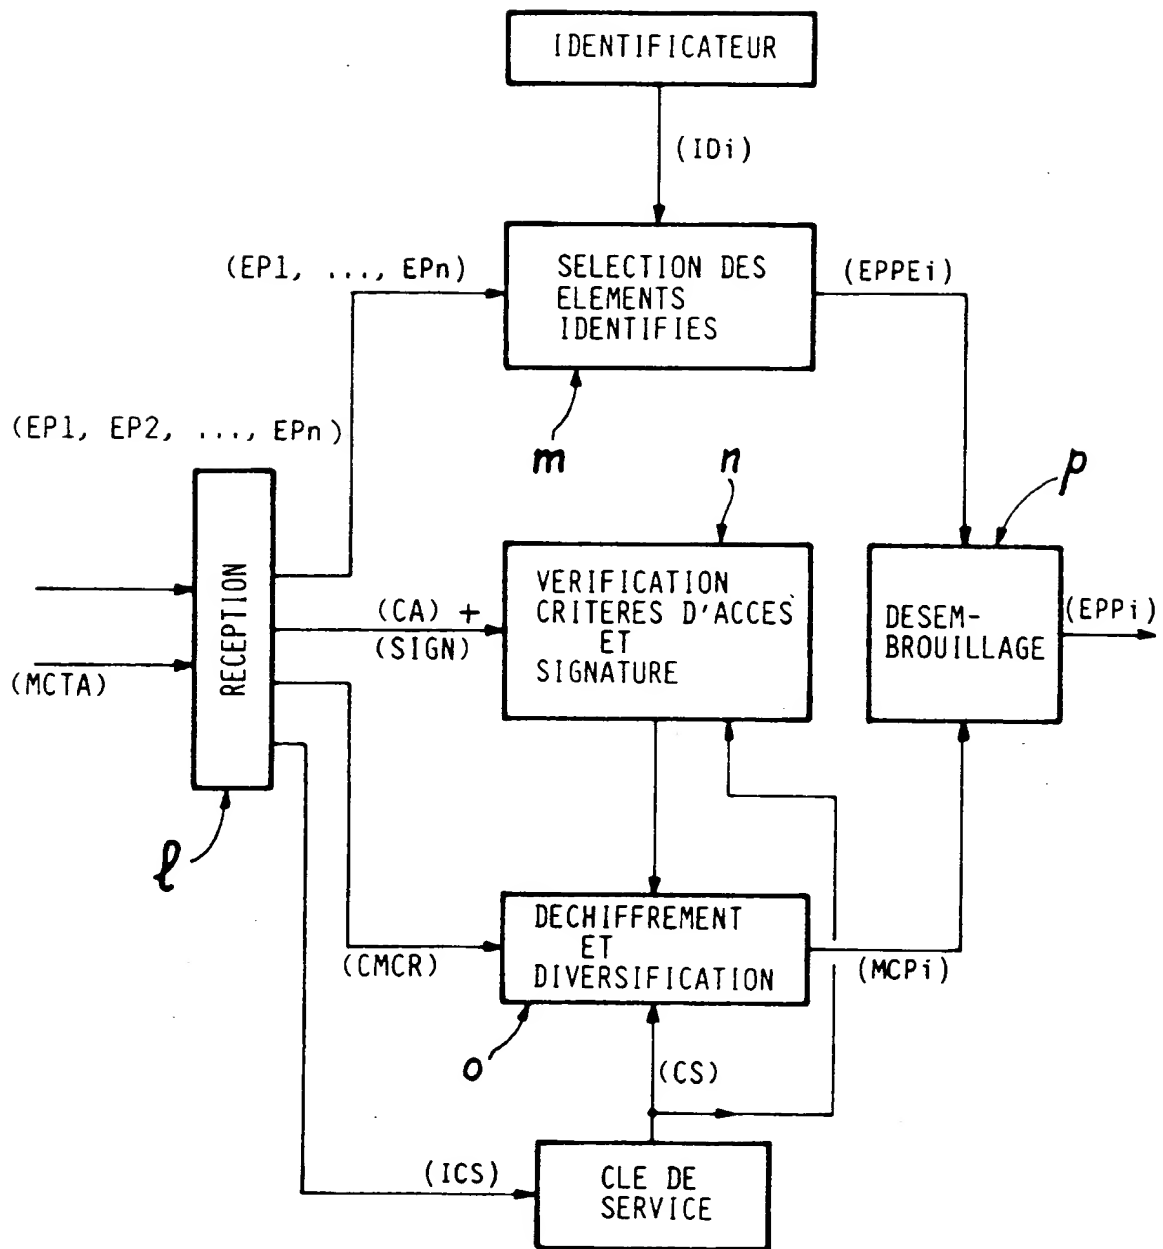 IDENTIFICATEUR
(IDi)
(EP1, ..., EPn)
SELECTION DES
ELEMENTS
IDENTIFIES
(EPPEi)
(EP1, EP2, ..., EPn)
m
n
p
RECEPTION
(CA) +
(SIGN)
VERIFICATION
CRITERES D'ACCES
ET
SIGNATURE
DESEM-
BROUILLAGE
(EPPi)
(MCTA)
l
(CMCR)
DECHIFFREMENT
ET
DIVERSIFICATION
(MCPi)
o
(CS)
(ICS)
CLE DE
SERVICE